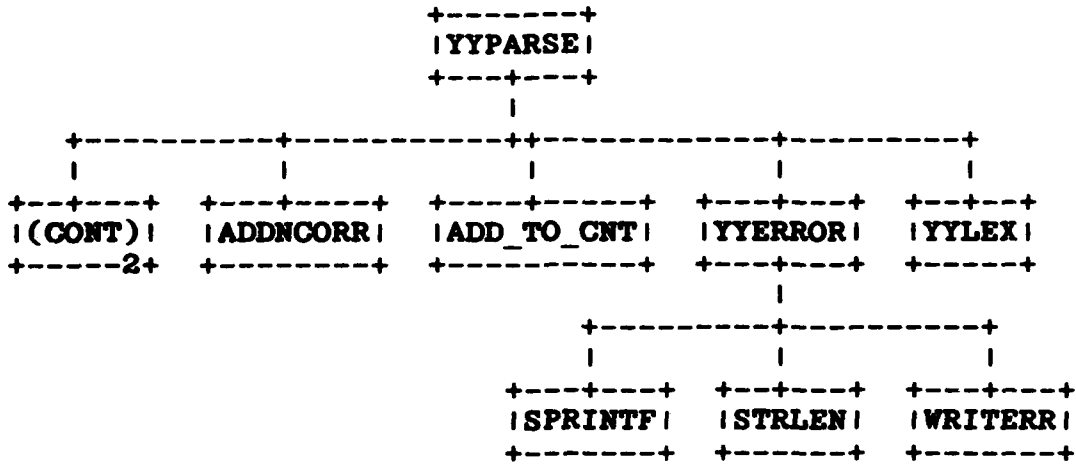 YYPARSE
(CONT) ADDNCORR ADD_TO_CNT YYERROR YYLEX
2
SPRINTF STRLEN WRITERR